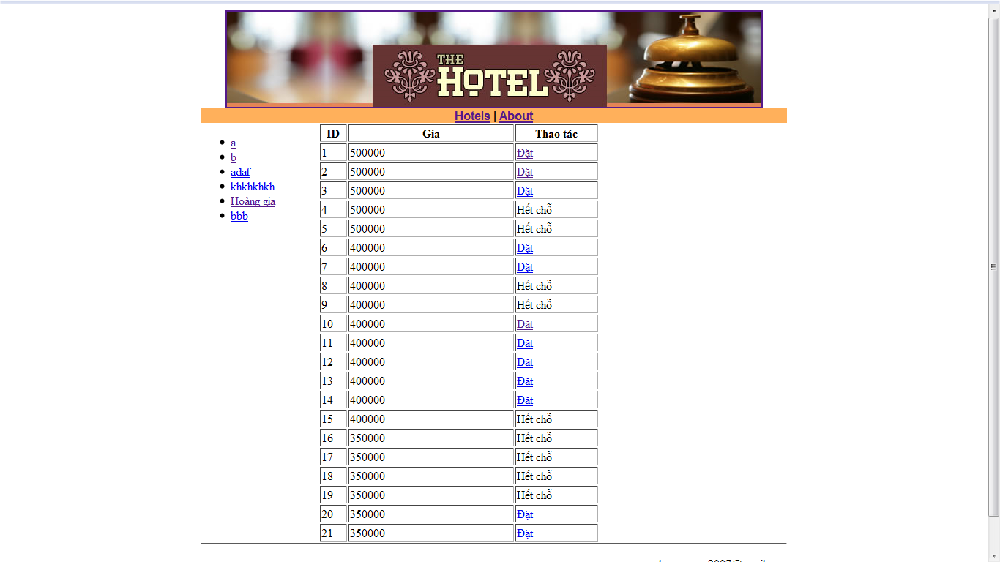 THE
HOTEL
Hotels | About
a
b
adaf
khkhkhkh
Hoàng gia
bbb
ID Gia Thao tác
1 500000 Đặt
2 500000 Đặt
3 500000 Đặt
4 500000 Hết chỗ
5 500000 Hết chỗ
6 400000 Đặt
7 400000 Đặt
8 400000 Hết chỗ
9 400000 Hết chỗ
10 400000 Đặt
11 400000 Đặt
12 400000 Đặt
13 400000 Đặt
14 400000 Đặt
15 400000 Hết chỗ
16 350000 Hết chỗ
17 350000 Hết chỗ
18 350000 Hết chỗ
19 350000 Hết chỗ
20 350000 Đặt
21 350000 Đặt